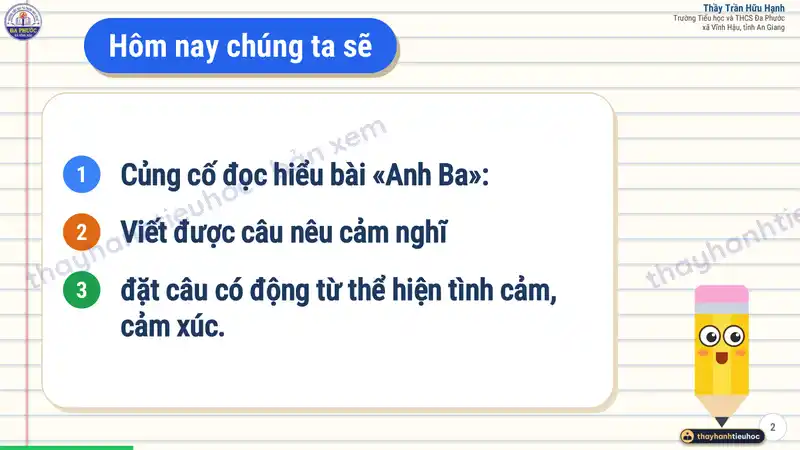 Thầy Trần Hữu Hạnh
Trường Tiểu học và THCS Đa Phước
xã Vĩnh Hậu, tỉnh An Giang
ĐA PHƯỚC
Hôm nay chúng ta sẽ
1 Củng cố đọc hiểu bài «Anh Ba»:
2 Viết được câu nêu cảm nghĩ
3 đặt câu có động từ thể hiện tình cảm,
cảm xúc.
thayhanhtieuhoc
2